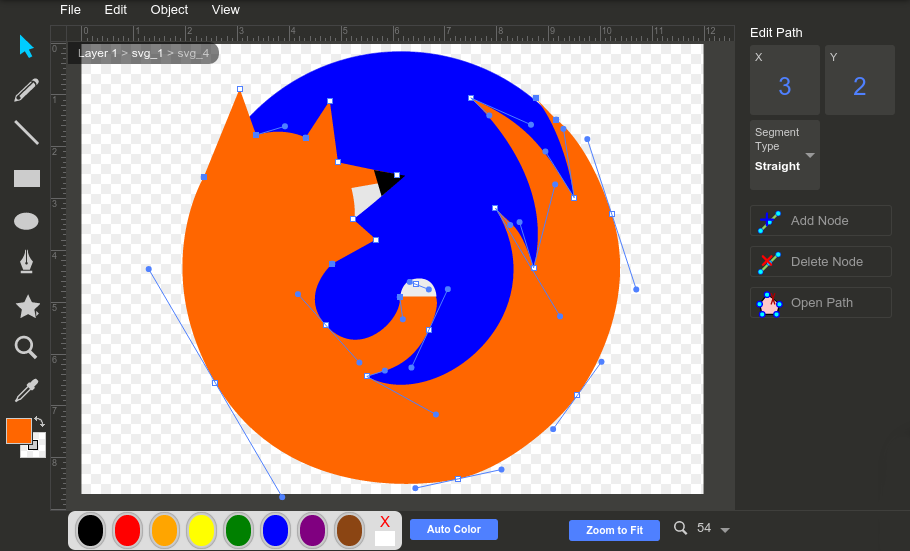 File Edit Object View
0 1 2 3 4 5 6 7 8 9 10 11 12
Layer 1 > svg_1 > svg_4
0
1
2
3
4
5
6
7
8
Edit Path
X Y
3 2
Segment
Type
Straight
Add Node
Delete Node
Open Path
X
Auto Color
Zoom to Fit
54